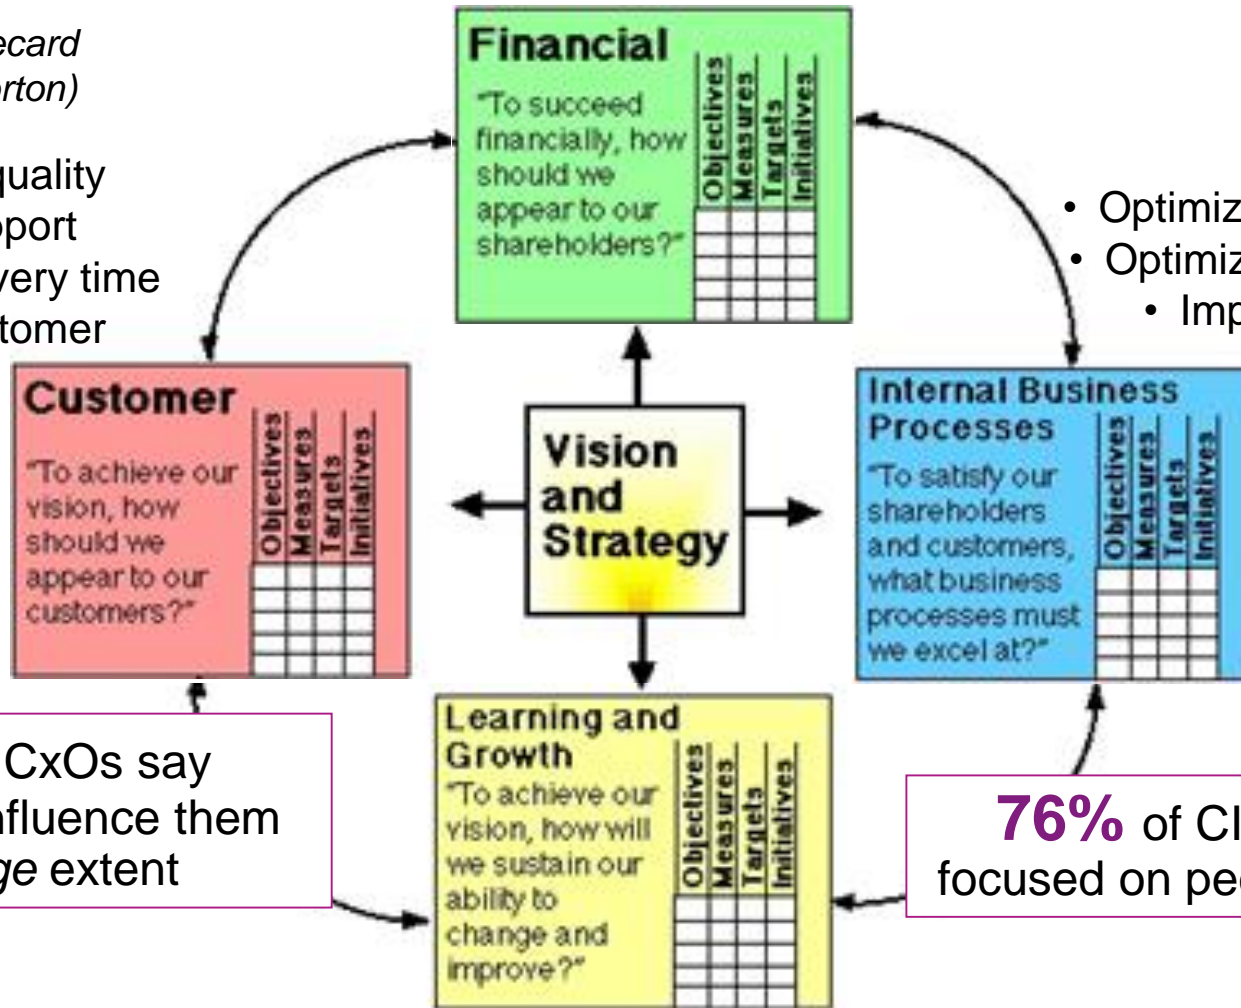 ecard
orton)
quality
pport
very time
tomer
Financial
"To succeed
financially, how
should we
appear to our
shareholders?"
Objectives
Measures
Targets
Initiatives
• Optimiz
• Optimiz
• Imp
Customer
"To achieve our
vision, how
should we
appear to our
customers?"
Objectives
Measures
Targets
Initiatives
Vision
and
Strategy
Internal Business
Processes
"To satisfy our
shareholders
and customers,
what business
processes must
we excel at?"
Objectives
Measures
Targets
Initiatives
CxOs say
nfluence them
ge extent
Learning and
Growth
"To achieve our
vision, how will
we sustain our
ability to
change and
improve?"
Objectives
Measures
Targets
Initiatives
76% of CI
focused on peo